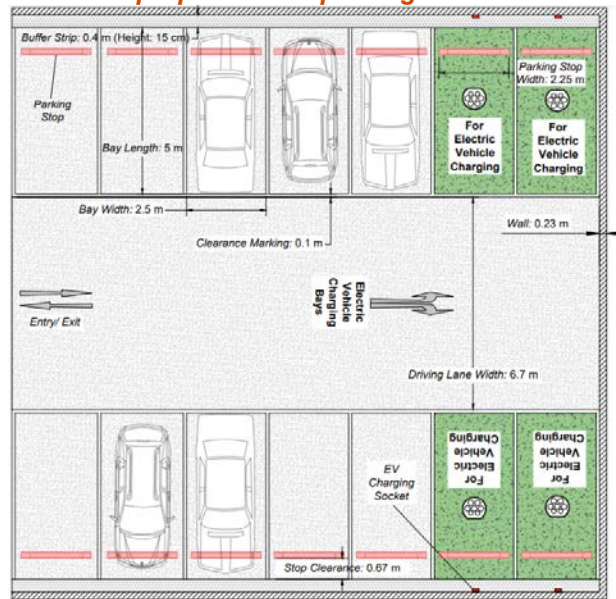 Buffer Strip: 0.4 m (Height: 15 cm)
Parking Stop
Width: 2.25 m
Parking
Stop
For
Electric
Vehicle
Charging
For
Electric
Vehicle
Charging
Bay Length: 5 m
Bay Width: 2.5 m
Wall: 0.23 m
Clearance Marking: 0.1 m
Electric
Vehicle
Charging
Bays
Entry/ Exit
Driving Lane Width: 6.7 m
For
Electric
Vehicle
Charging
For
Electric
Vehicle
Charging
EV
Charging
Socket
Stop Clearance: 0.67 m